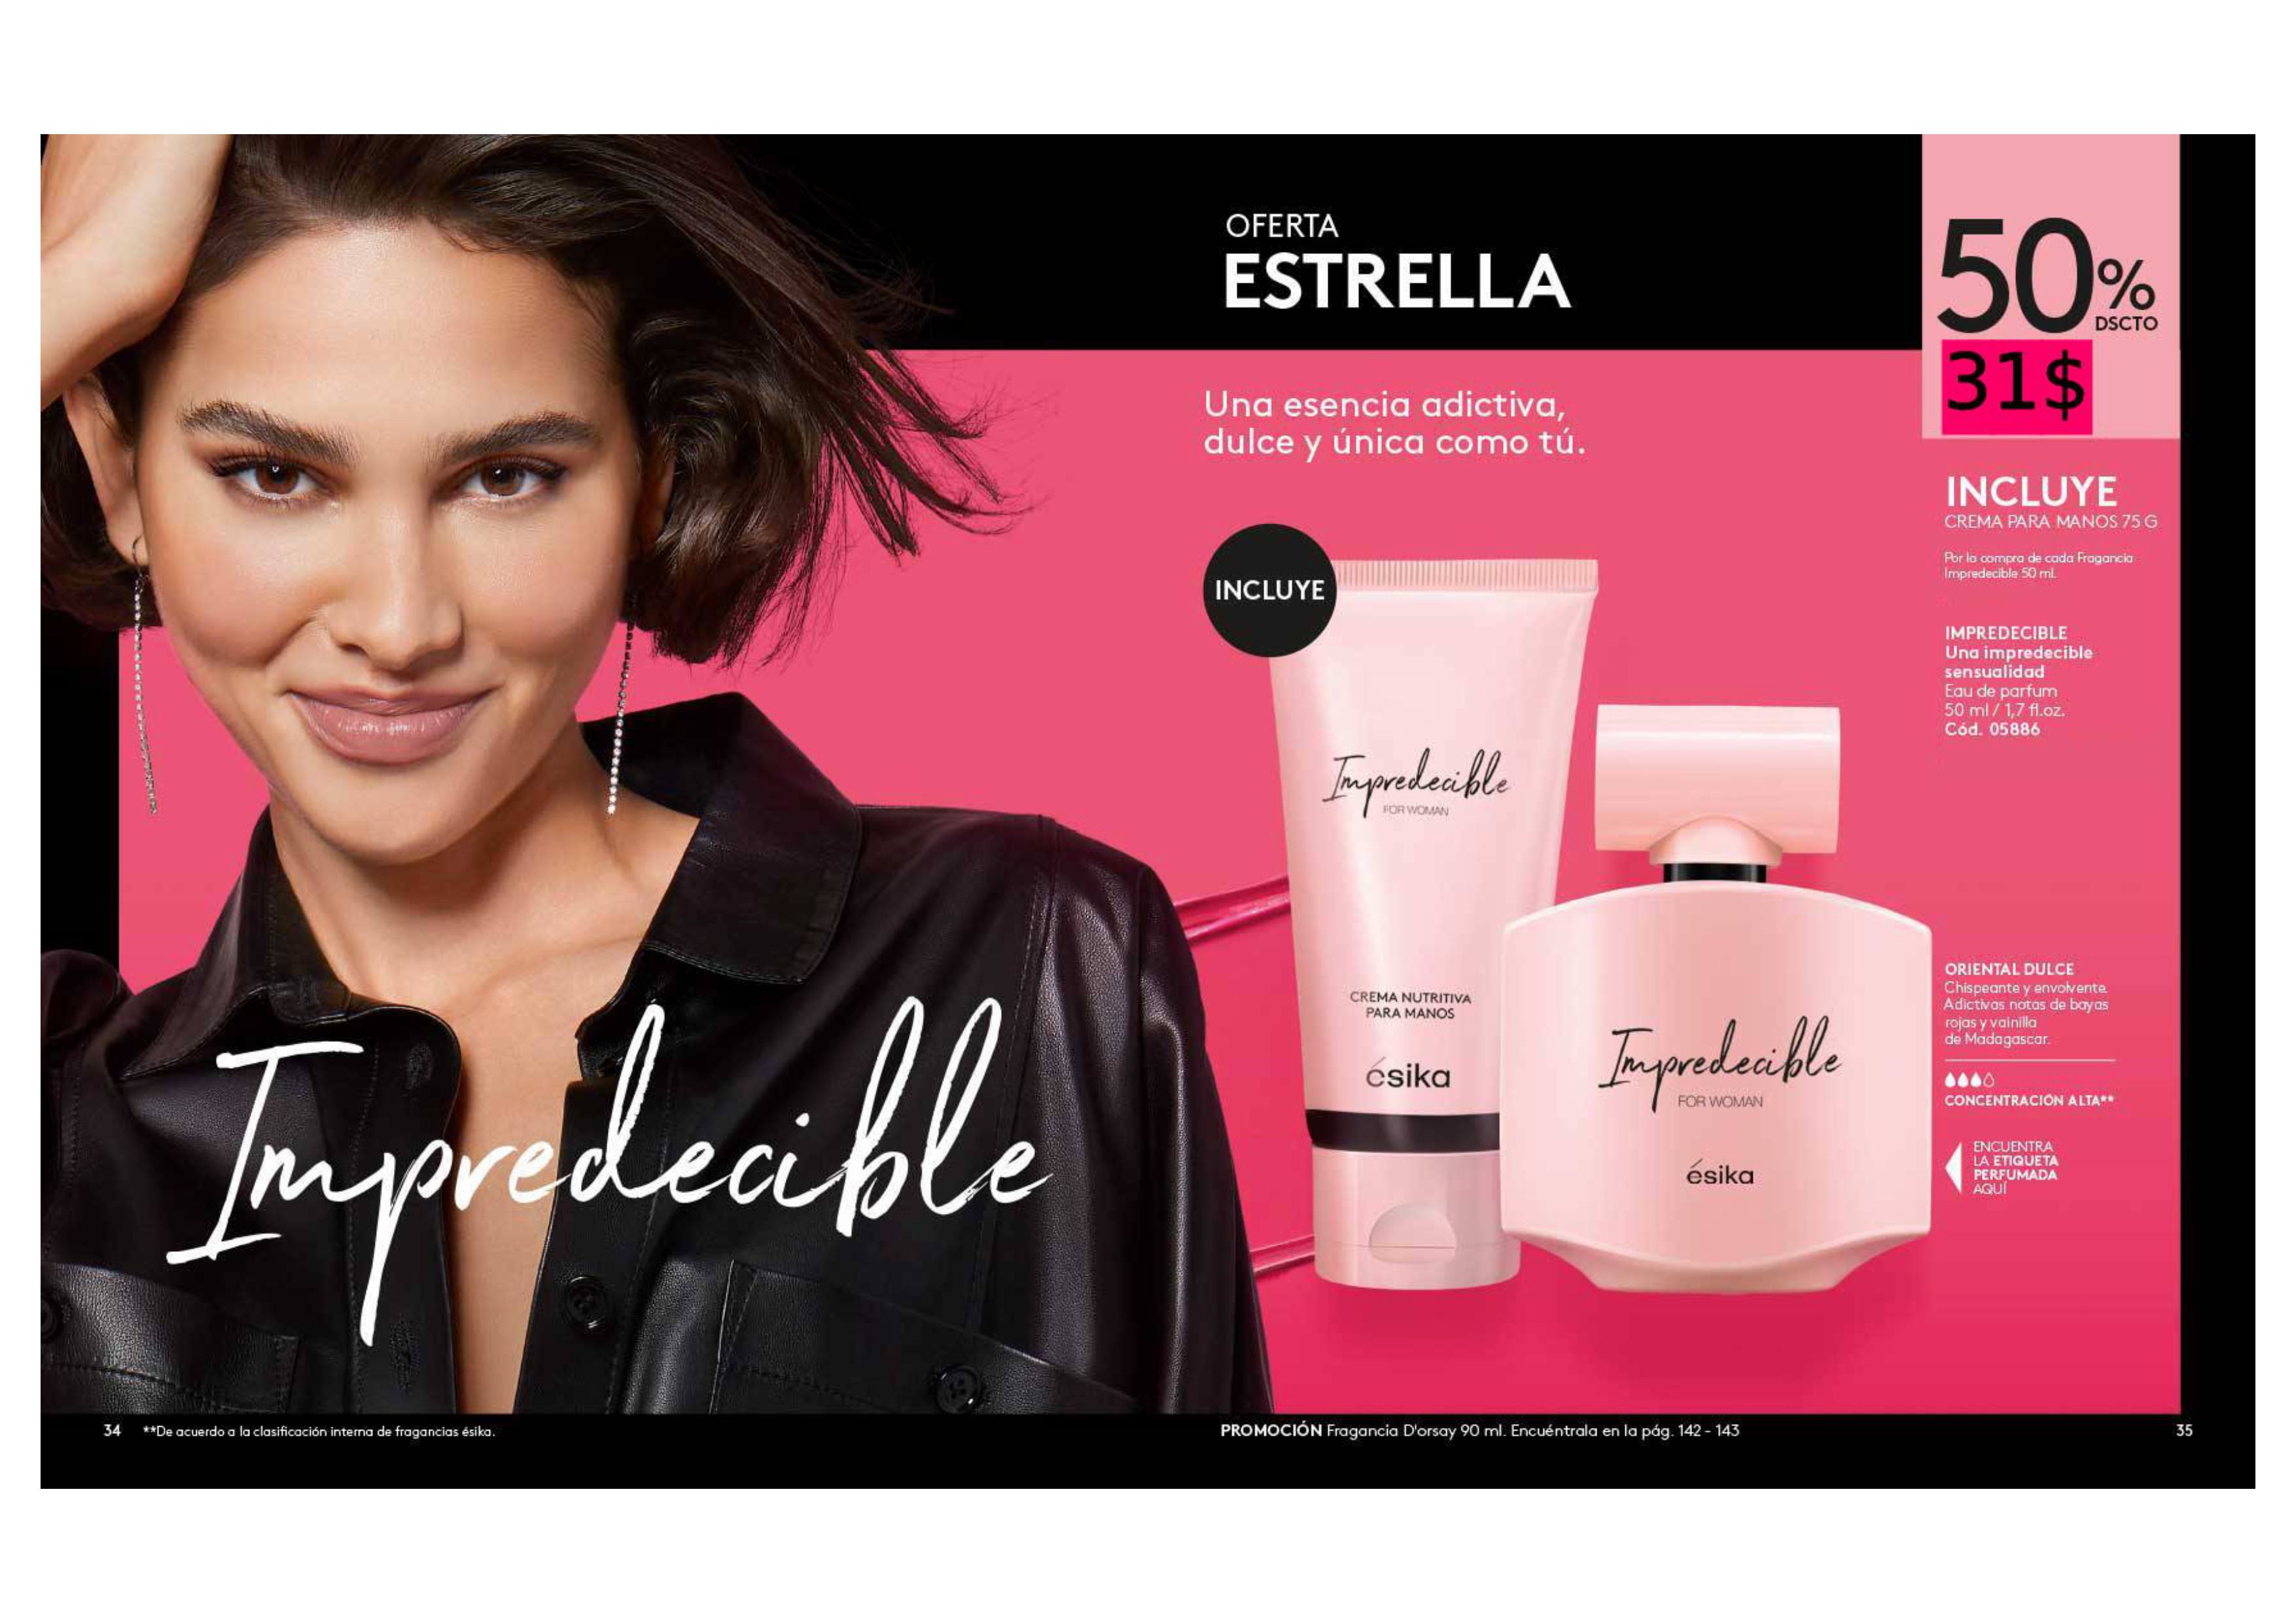 Impredecible
34 **De acuerdo a la clasificación interna de fragancias ésika.
OFERTA
ESTRELLA
Una esencia adictiva,
dulce y única como tú.
INCLUYE
Impredecible
FOR WOMAN
CREMA NUTRITIVA
PARA MANOS
ésika
Impredecible
FOR WOMAN
ésika
50%
DSCTO
31$
INCLUYE
CREMA PARA MANOS 75 G
Por la compra de cada Fragancia
Impredecible 50 ml.
IMPREDECIBLE
Una impredecible
sensualidad
Eau de parfum
50 ml / 1,7 fl.oz.
Cód. 05886
ORIENTAL DULCE
Chispeante y envolvente.
Adictivas notas de bayas
rojas y vainilla
de Madagascar.
CONCENTRACIÓN ALTA**
ENCUENTRA
LA ETIQUETA
PERFUMADA
AQUÍ
PROMOCIÓN Fragancia D'orsay 90 ml. Encuéntrala en la pág. 142 - 143
35